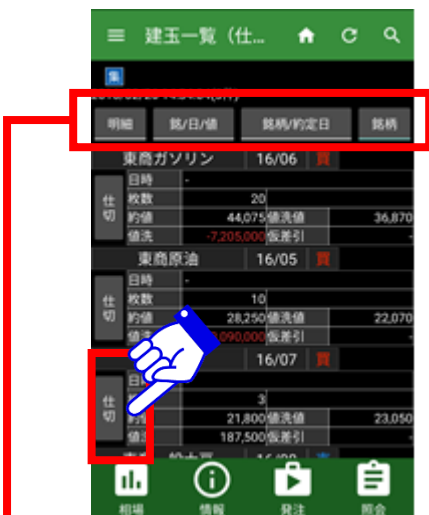 建玉一覧（仕...
集
明細 銘/日/値 銘柄/約定日 銘柄
東商ガソリン 16/06 買
仕切
日時 -
枚数 20
約値 44,075 値洗値 36,870
値洗 -7,205,000 仮差引 -
東商原油 16/05 買
仕切
日時 -
枚数 10
約値 28,250 値洗値 22,070
090,000 仮差引 -
16/07 買
仕切
3
21,800 値洗値 23,050
187,500 仮差引 -
相場 情報 発注 照会